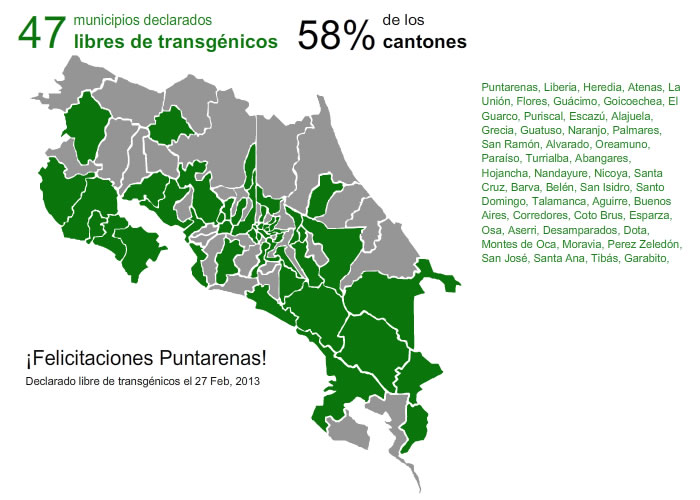 47 municipios declarados
libres de transgénicos
58% de los
cantones
Puntarenas, Liberia, Heredia, Atenas, La
Unión, Flores, Guácimo, Goicoechea, El
Guarco, Puriscal, Escazú, Alajuela,
Grecia, Guatuso, Naranjo, Palmares,
San Ramón, Alvarado, Oreamuno,
Paraíso, Turrialba, Abangares,
Hojancha, Nandayure, Nicoya, Santa
Cruz, Barva, Belén, San Isidro, Santo
Domingo, Talamanca, Aguirre, Buenos
Aires, Corredores, Coto Brus, Esparza,
Osa, Aserri, Desamparados, Dota,
Montes de Oca, Moravia, Perez Zeledón,
San José, Santa Ana, Tibás, Garabito,
¡Felicitaciones Puntarenas!
Declarado libre de transgénicos el 27 Feb, 2013